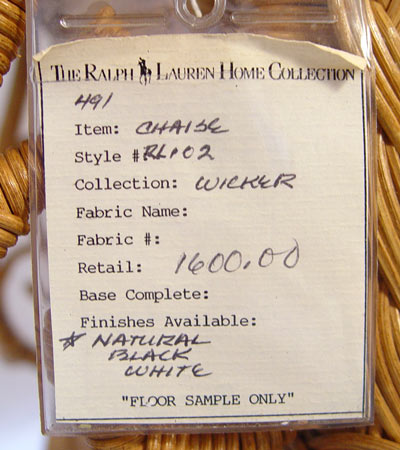 THE RALPH LAUREN HOME COLLECTION
491
Item: CHAISE
Style #RL102
Collection: WICKER
Fabric Name:
Fabric #:
Retail: 1600.00
Base Complete:
Finishes Available:
* NATURAL
BLACK
WHITE
"FLOOR SAMPLE ONLY"